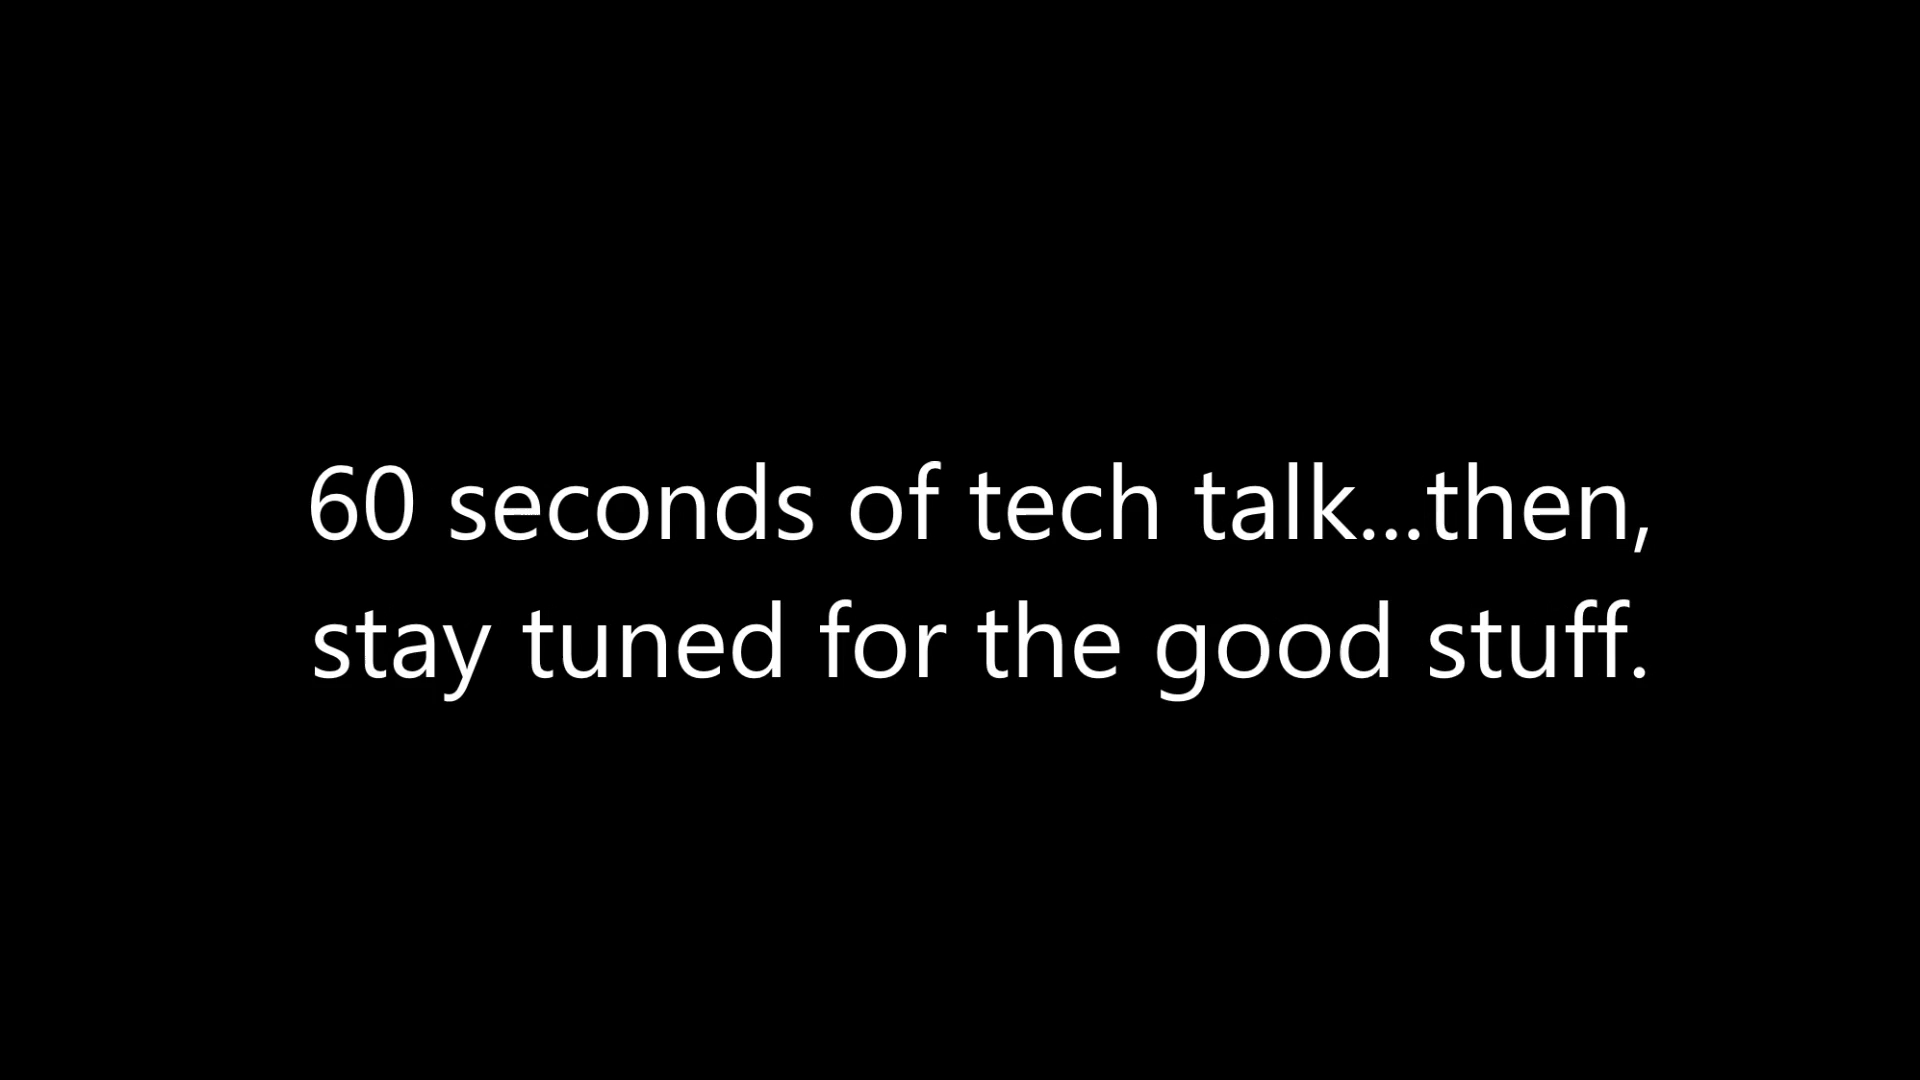 60 seconds of tech talk...then,
stay tuned for the good stuff.